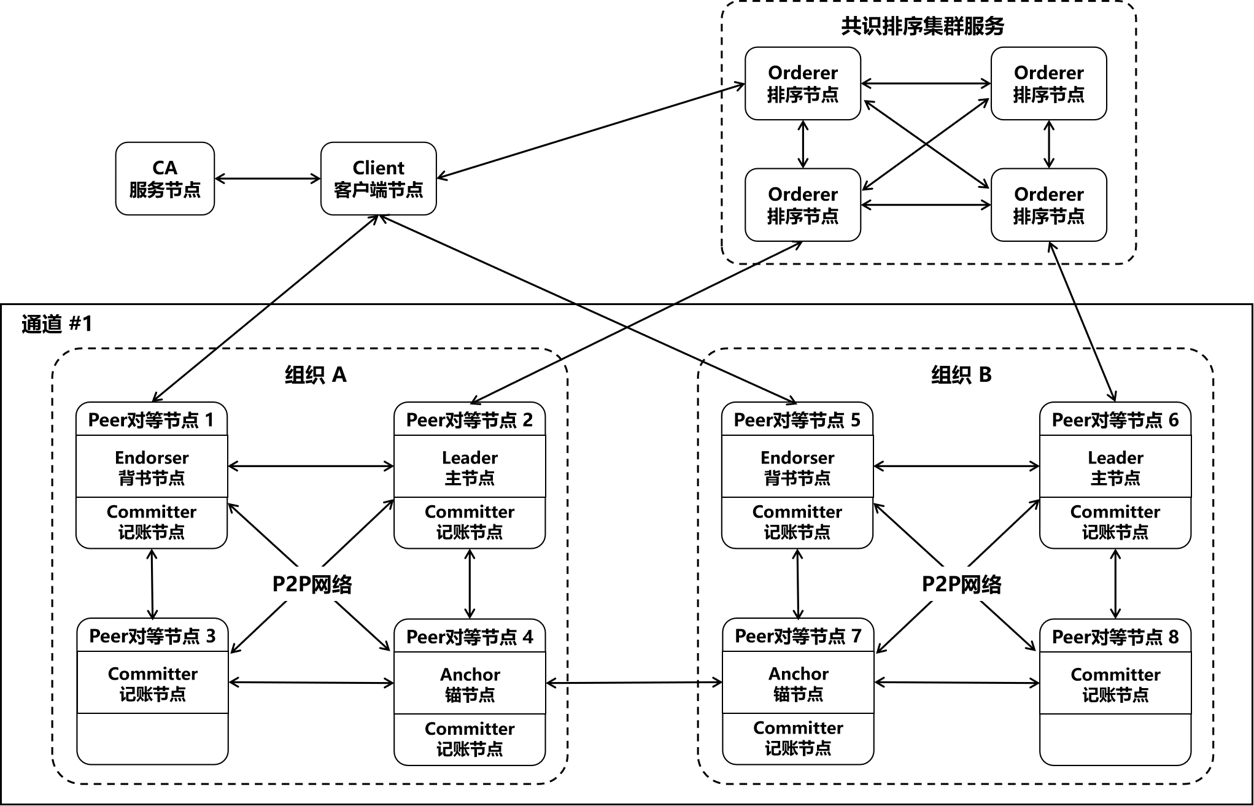 共识排序集群服务
Orderer
排序节点
Orderer
排序节点
CA
服务节点
Client
客户端节点
Orderer
排序节点
Orderer
排序节点
通道 #1
组织 A
Peer对等节点 1
Endorser
背书节点
Committer
记账节点
Peer对等节点 2
Leader
主节点
Committer
记账节点
P2P网络
Peer对等节点 3
Committer
记账节点
Peer对等节点 4
Anchor
锚节点
Committer
记账节点
组织 B
Peer对等节点 5
Endorser
背书节点
Committer
记账节点
Peer对等节点 6
Leader
主节点
Committer
记账节点
P2P网络
Peer对等节点 7
Anchor
锚节点
Committer
记账节点
Peer对等节点 8
Committer
记账节点